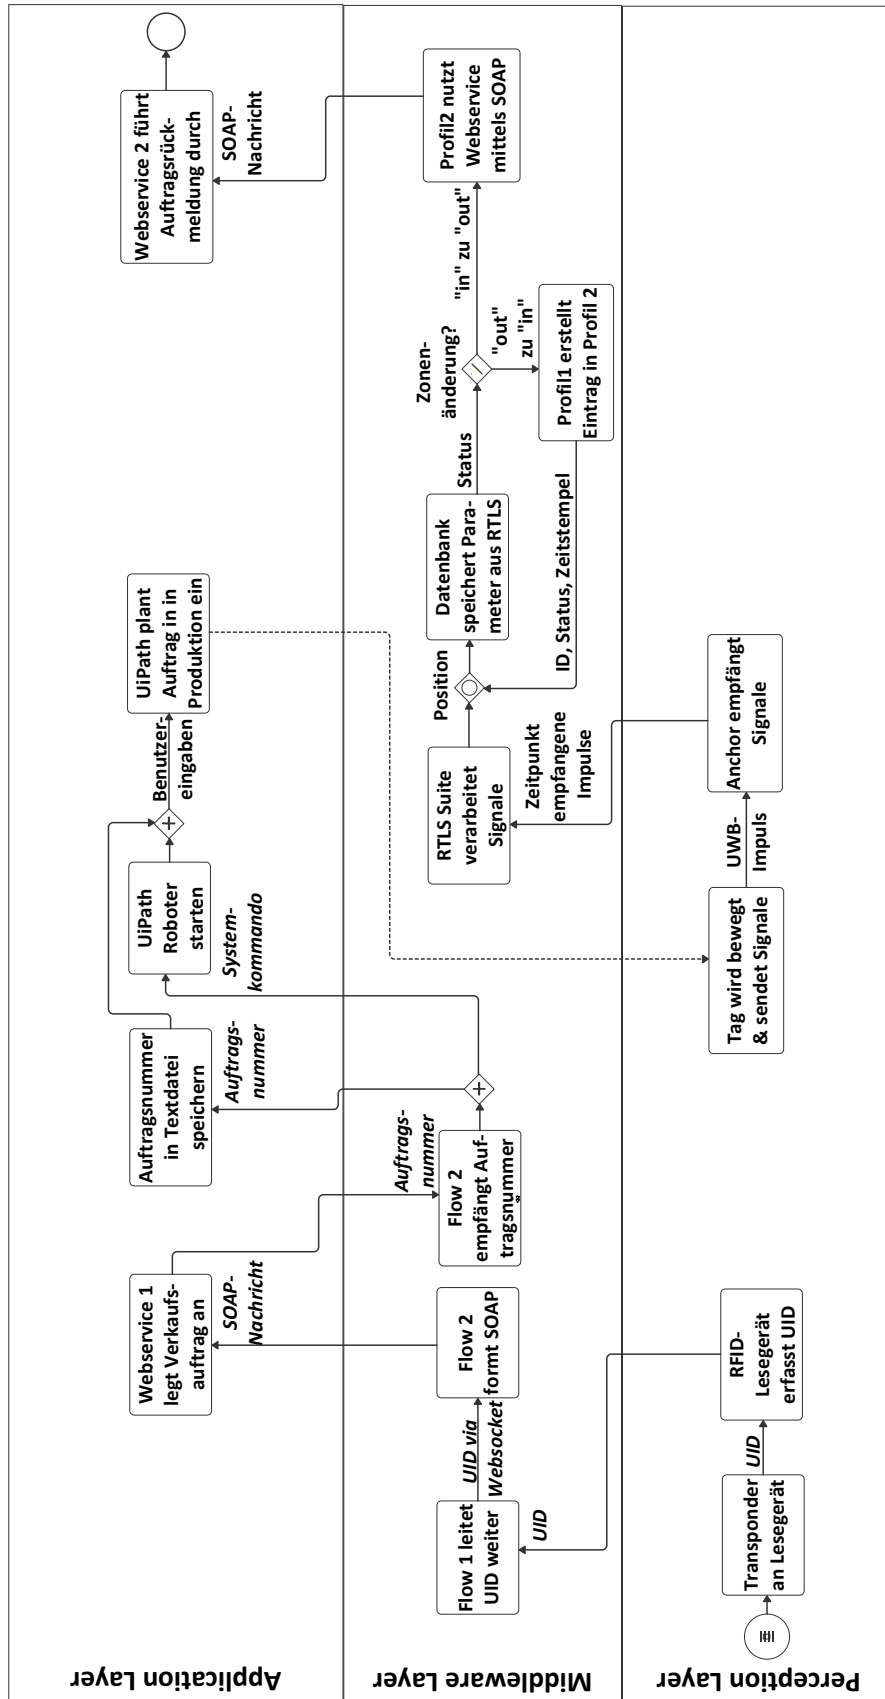 Application Layer
Middleware Layer
Perception Layer
Transponder
an Lesegerät
UID
RFID-
Lesegerät
erfasst UID
UID
Flow 1 leitet
UID weiter
UID via
Websocket
Flow 2
formt SOAP
SOAP-
Nachricht
Webservice 1
legt Verkaufs-
auftrag an
Auftrags-
nummer
Flow 2
empfängt Auf-
tragsnummer
Auftrags-
nummer
Auftragsnummer
in Textdatei
speichern
System-
kommando
UiPath
Roboter
starten
Benutzer-
eingaben
UiPath plant
Auftrag in in
Produktion ein
Tag wird bewegt
& sendet Signale
UWB-
Impuls
Anchor empfängt
Signale
Zeitpunkt
empfangene
Impulse
RTLS Suite
verarbeitet
Signale
Position
Datenbank
speichert Para-
meter aus RTLS
Status
Zonen-
änderung?
"out"
zu "in"
Profil1 erstellt
Eintrag in Profil 2
ID, Status, Zeitstempel
"in" zu "out"
Profil2 nutzt
Webservice
mittels SOAP
SOAP-
Nachricht
Webservice 2 führt
Auftragsrück-
meldung durch